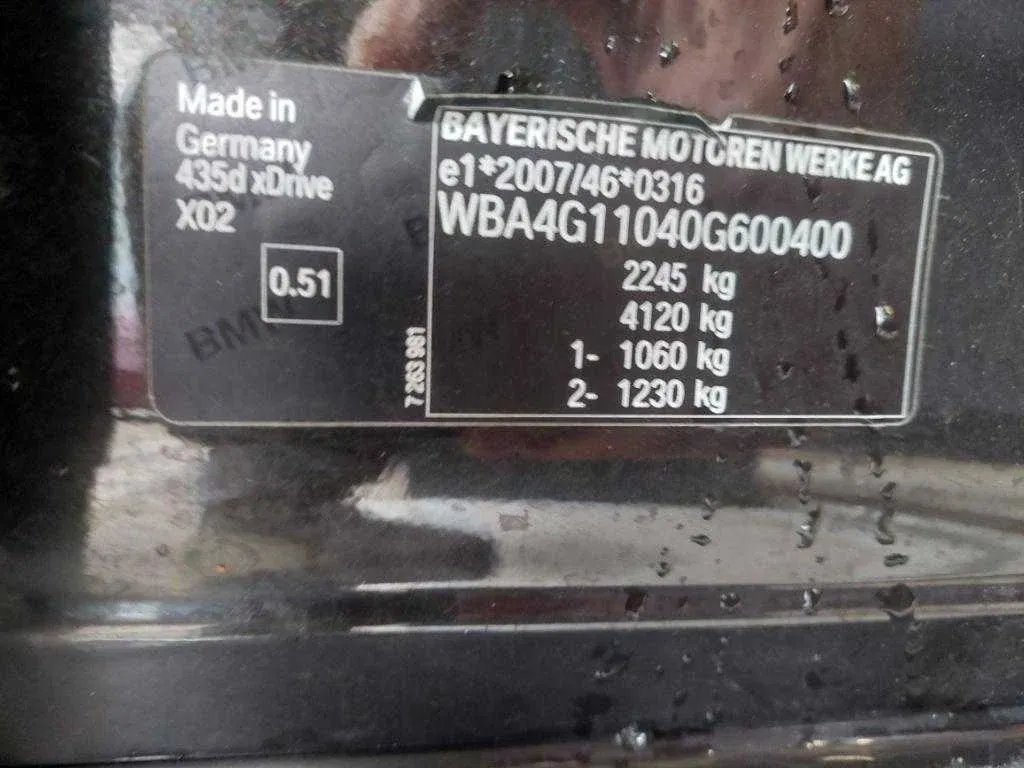 Made in
Germany
435d xDrive
X02
0.51
BMW
7 263 981
BAYERISCHE MOTOREN WERKE AG
e1*2007/46*0316
WBA4G11040G600400
2245 kg
4120 kg
1- 1060 kg
2- 1230 kg